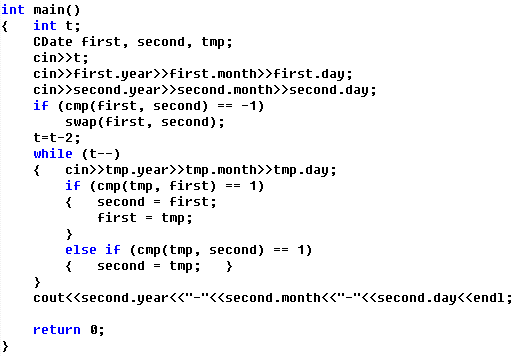 int main()
{   int t;
    CDate first, second, tmp;
    cin>>t;
    cin>>first.year>>first.month>>first.day;
    cin>>second.year>>second.month>>second.day;
    if (cmp(first, second) == -1)
        swap(first, second);
    t=t-2;
    while (t--)
    {   cin>>tmp.year>>tmp.month>>tmp.day;
        if (cmp(tmp, first) == 1)
        {   second = first;
            first = tmp;
        }
        else if (cmp(tmp, second) == 1)
        {   second = tmp;   }
    }
    cout<<second.year<<"-"<<second.month<<"-"<<second.day<<endl;

    return 0;
}